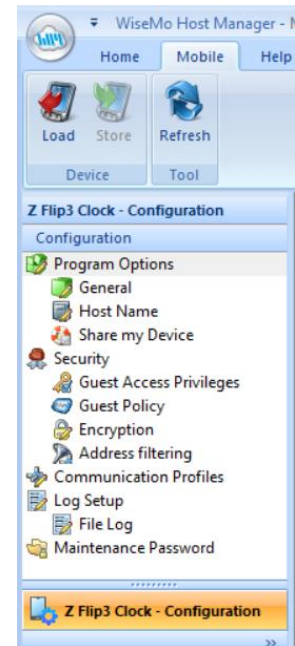 WiseMo Host Manager -
Home Mobile Help
Load Store Refresh
Device Tool
Z Flip3 Clock - Configuration
Configuration
Program Options
General
Host Name
Share my Device
Security
Guest Access Privileges
Guest Policy
Encryption
Address filtering
Communication Profiles
Log Setup
File Log
Maintenance Password
Z Flip3 Clock - Configuration
»